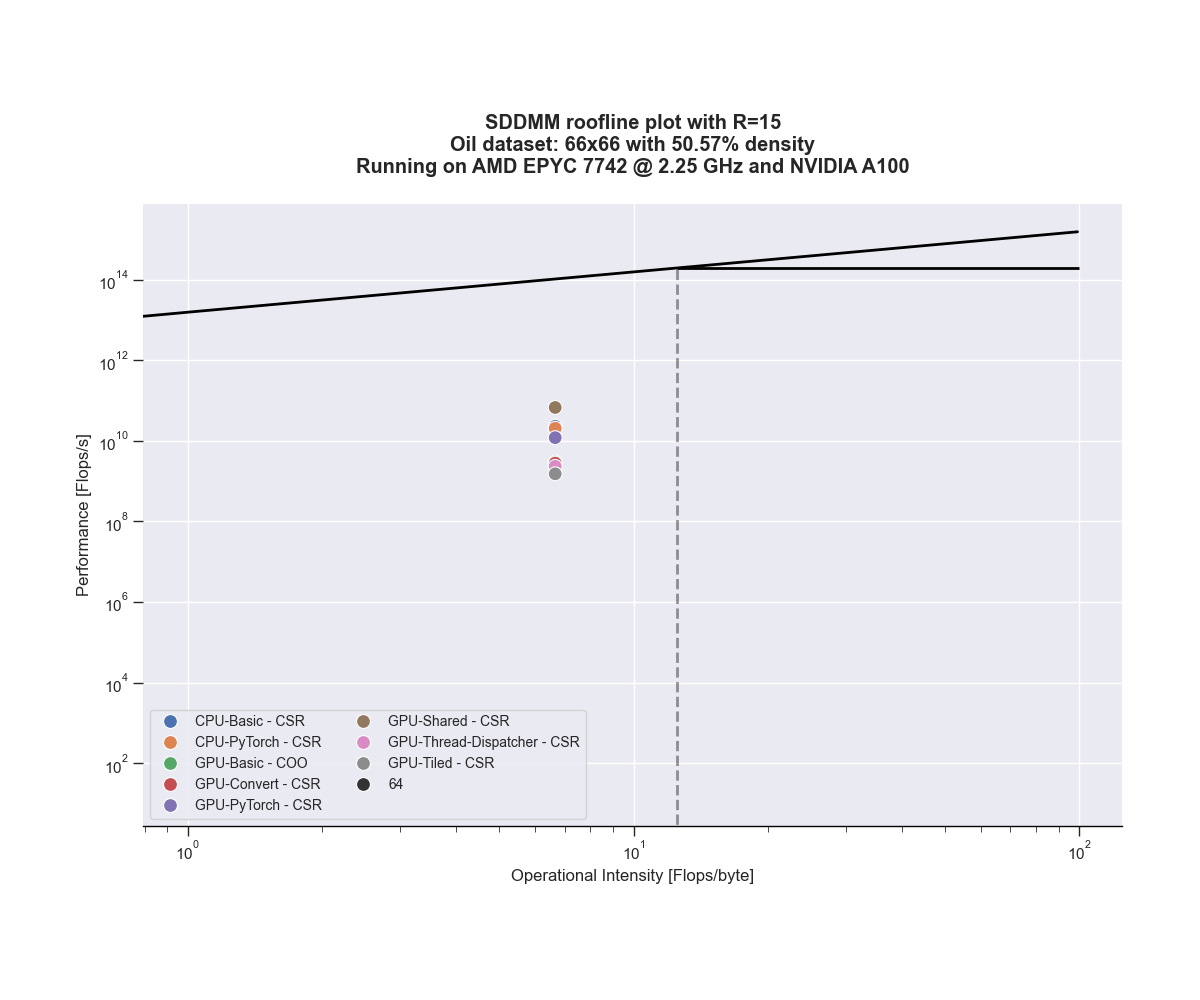 SDDMM roofline plot with R=15
Oil dataset: 66x66 with 50.57% density
Running on AMD EPYC 7742 @ 2.25 GHz and NVIDIA A100
Performance [Flops/s]
10^14
10^12
10^10
10^8
10^6
10^4
10^2
CPU-Basic - CSR
CPU-PyTorch - CSR
GPU-Basic - COO
GPU-Convert - CSR
GPU-PyTorch - CSR
GPU-Shared - CSR
GPU-Thread-Dispatcher - CSR
GPU-Tiled - CSR
64
10^0
10^1
10^2
Operational Intensity [Flops/byte]